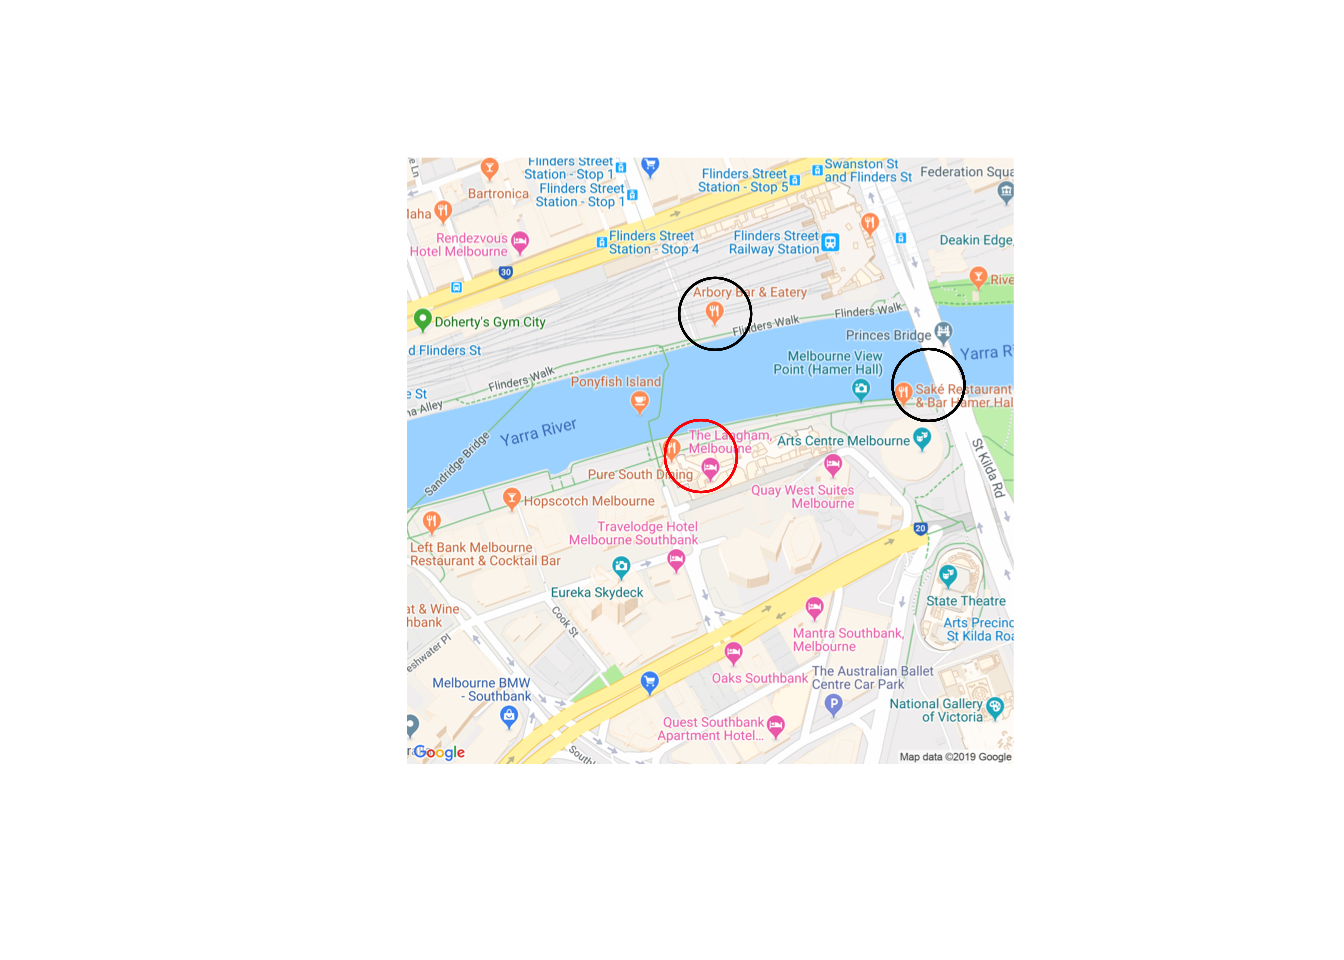 Flinders Street
Station - Stop 1
Swanston St
and Flinders St
Federation Squa
Flinders Street
Station - Stop 5
Bartronica
Flinders Street
Station - Stop 1
laha
Rendezvous
Hotel Melbourne
Flinders Street
Station - Stop 4
Flinders Street
Railway Station
Deakin Edge,
30
Rive
Arbory Bar & Eatery
Doherty's Gym City
Flinders Walk
Flinders Walk
Princes Bridge
d Flinders St
Melbourne View
Point (Hamer Hall)
Yarra R
Flinders Walk
Ponyfish Island
e St
Saké Restaurant
& Bar Hamer Hal
na Alley
Yarra River
The Langham,
Melbourne
Arts Centre Melbourne
Sandridge Bridge
St Kilda Rd
Pure South Dining
Quay West Suites
Melbourne
Hopscotch Melbourne
Travelodge Hotel
Melbourne Southbank
20
Left Bank Melbourne
Restaurant & Cocktail Bar
Eureka Skydeck
State Theatre
at & Wine
hbank
Cook St
Arts Precinc
St Kilda Roa
Mantra Southbank,
Melbourne
eshwater Pl
Oaks Southbank
The Australian Ballet
Centre Car Park
Melbourne BMW
- Southbank
P
National Gallery
of Victoria
Quest Southbank
Apartment Hotel...
Google
Map data ©2019 Google